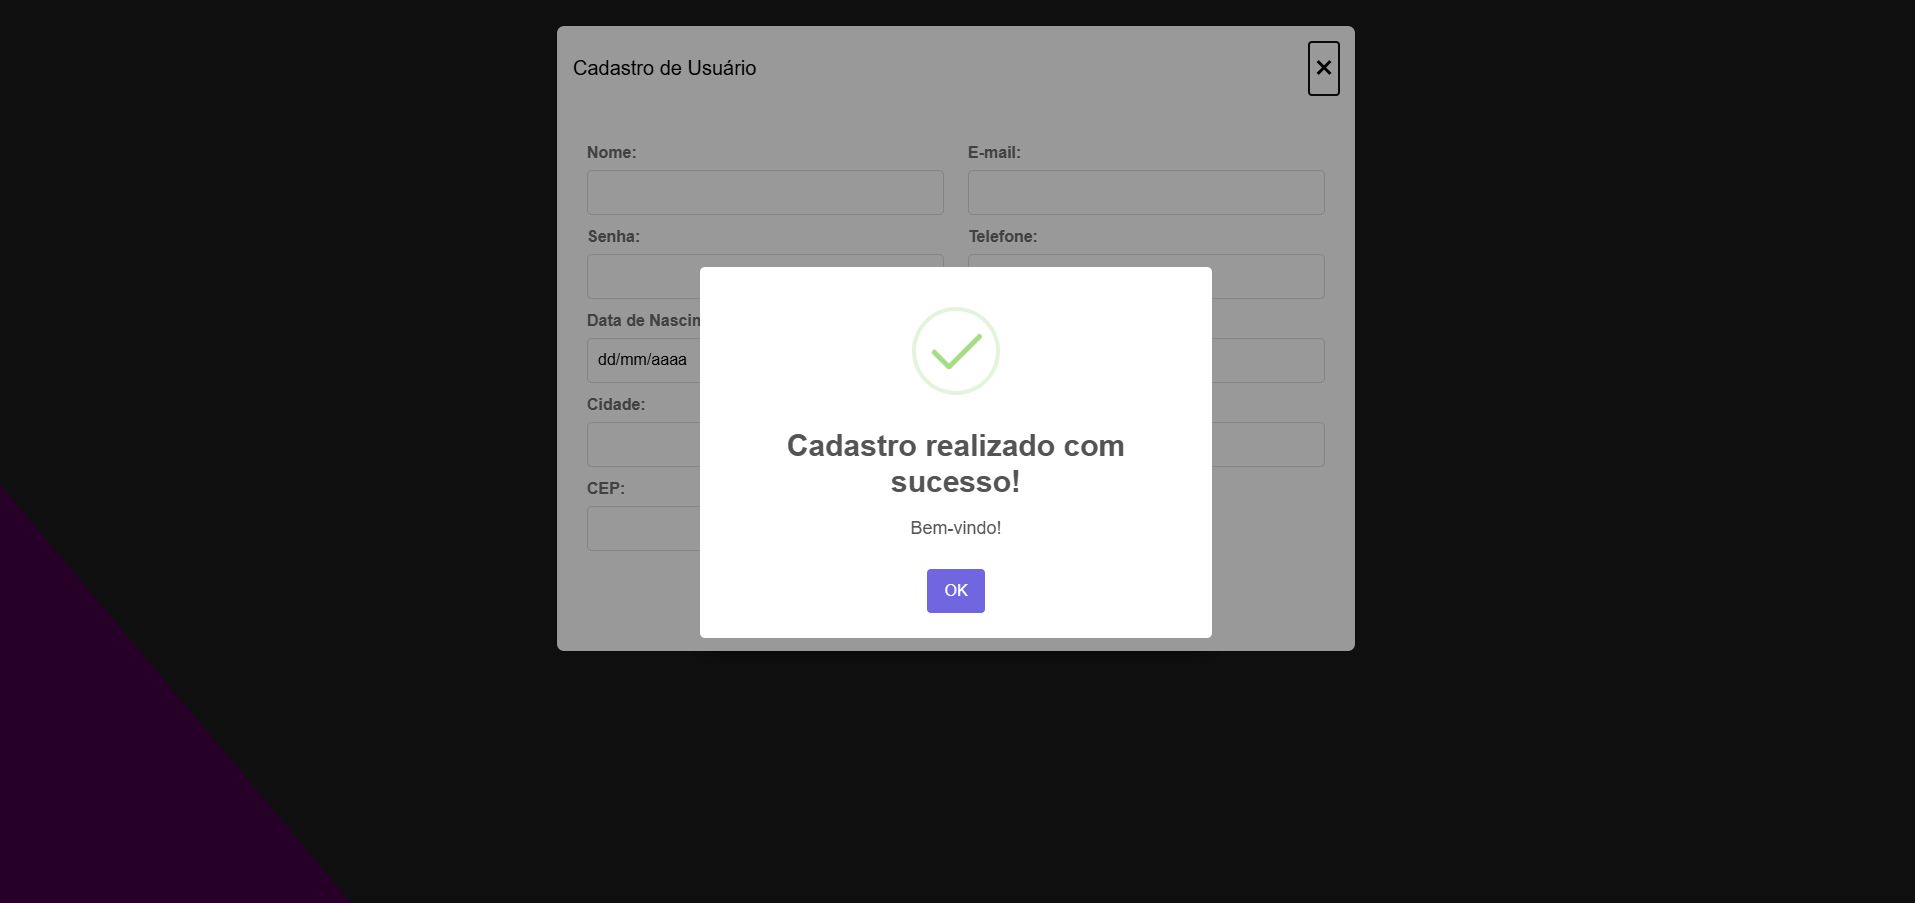 Cadastro de Usuário
×
Nome:
E-mail:
Senha:
Telefone:
Data de
dd/mm/aaaa
Cidade:
CEP:
Cadastro realizado com
sucesso!
Bem-vindo!
OK